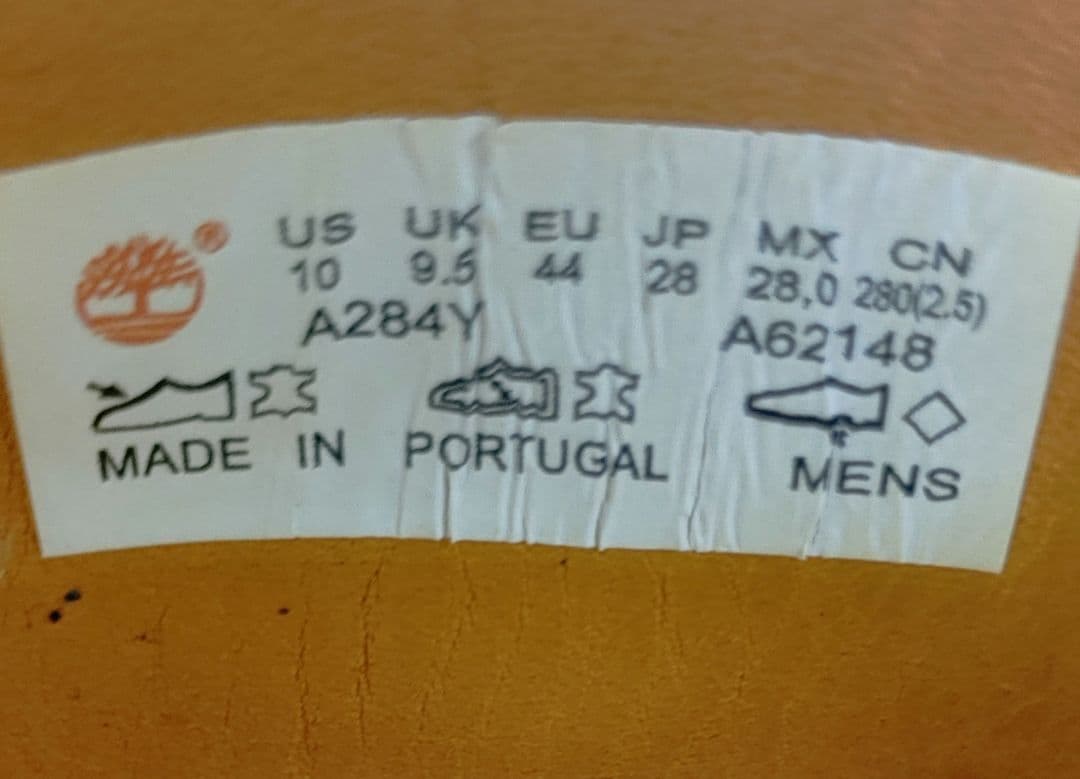 ®
US UK EU JP MX CN
10 9.5 44 28 28,0 280(2.5)
A284Y A62148
MADE IN PORTUGAL MENS